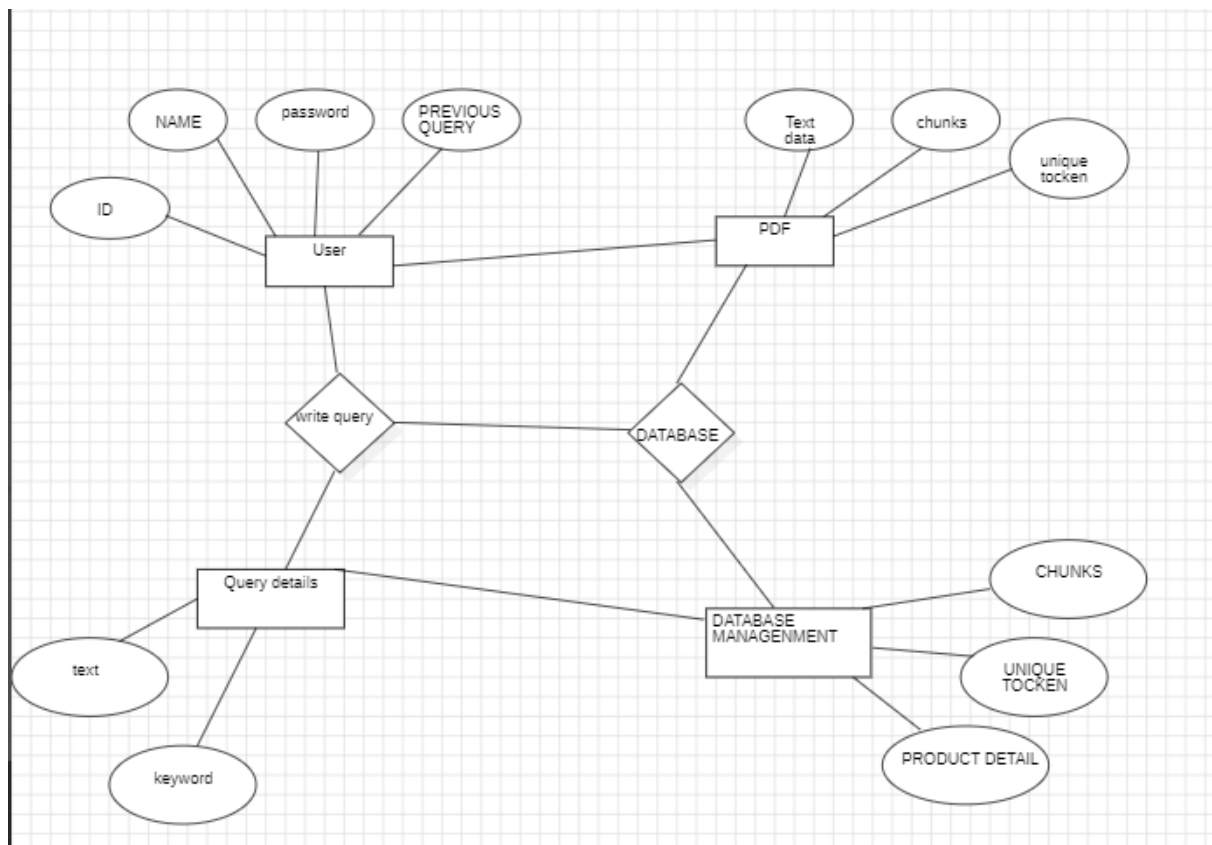 NAME
password
PREVIOUS
QUERY
Text
data
chunks
unique
tocken
ID
User
PDF
write query
DATABASE
Query details
text
keyword
DATABASE
MANAGENMENT
CHUNKS
UNIQUE
TOCKEN
PRODUCT DETAIL